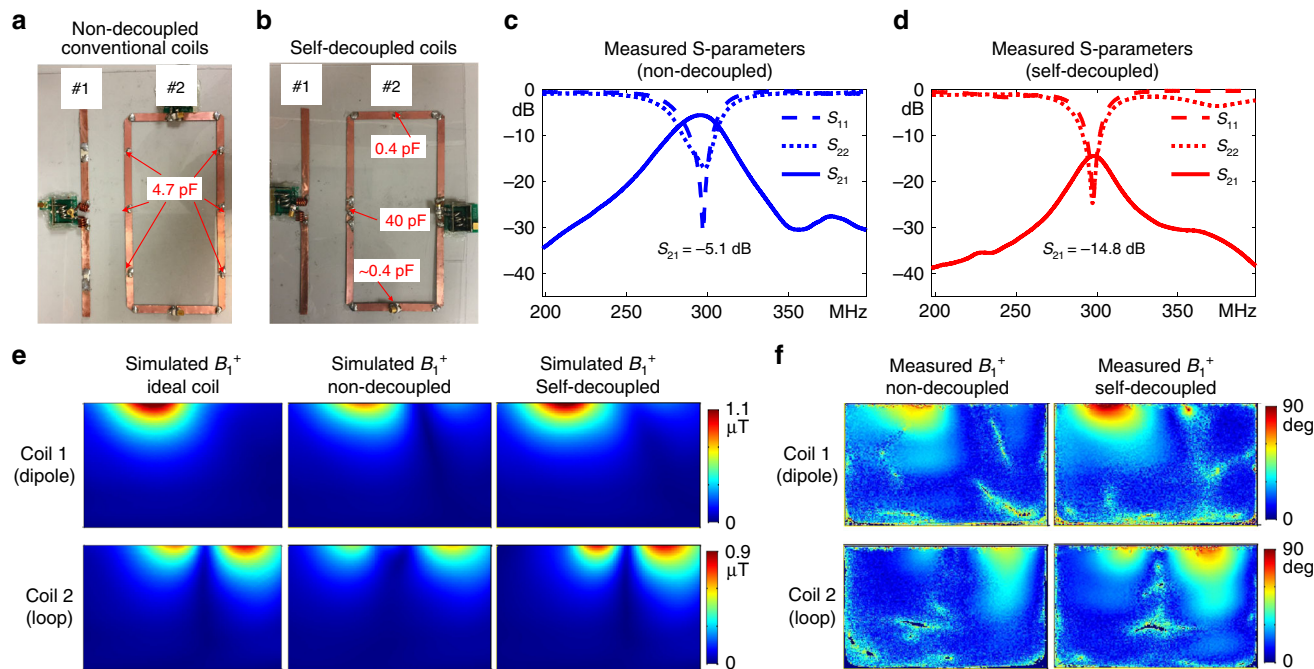 a
Non-decoupled
conventional coils
#1
#2
4.7 pF
b
Self-decoupled coils
#1
#2
0.4 pF
40 pF
~0.4 pF
c
Measured S-parameters
(non-decoupled)
0
dB
−10
−20
−30
−40
S11
S22
S21
S21 = −5.1 dB
200
250
300
350
MHz
d
Measured S-parameters
(self-decoupled)
0
dB
−10
−20
−30
−40
S11
S22
S21
S21 = −14.8 dB
200
250
300
350
MHz
e
Simulated B1+
ideal coil
Simulated B1+
non-decoupled
Simulated B1+
Self-decoupled
Coil 1
(dipole)
1.1
μT
0
Coil 2
(loop)
0.9
μT
0
f
Measured B1+
non-decoupled
Measured B1+
self-decoupled
Coil 1
(dipole)
90
deg
0
Coil 2
(loop)
90
deg
0